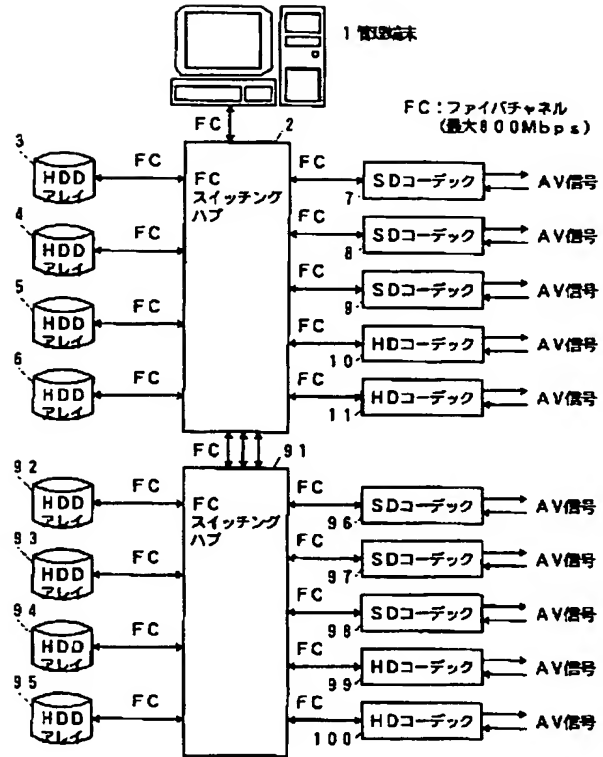 1 管理端末
FC:ファイバチャネル
(最大800Mbps)
FC
2
3
HDD
アレイ
FC
FC
スイッチング
ハブ
FC
7
SDコーデック
AV信号
4
HDD
アレイ
FC
FC
8
SDコーデック
AV信号
5
HDD
アレイ
FC
FC
9
SDコーデック
AV信号
6
HDD
アレイ
FC
FC
10
HDコーデック
AV信号
FC
11
HDコーデック
AV信号
FC
91
92
HDD
アレイ
FC
FC
スイッチング
ハブ
FC
96
SDコーデック
AV信号
93
HDD
アレイ
FC
FC
97
SDコーデック
AV信号
94
HDD
アレイ
FC
FC
98
SDコーデック
AV信号
95
HDD
アレイ
FC
FC
99
HDコーデック
AV信号
FC
100
HDコーデック
AV信号